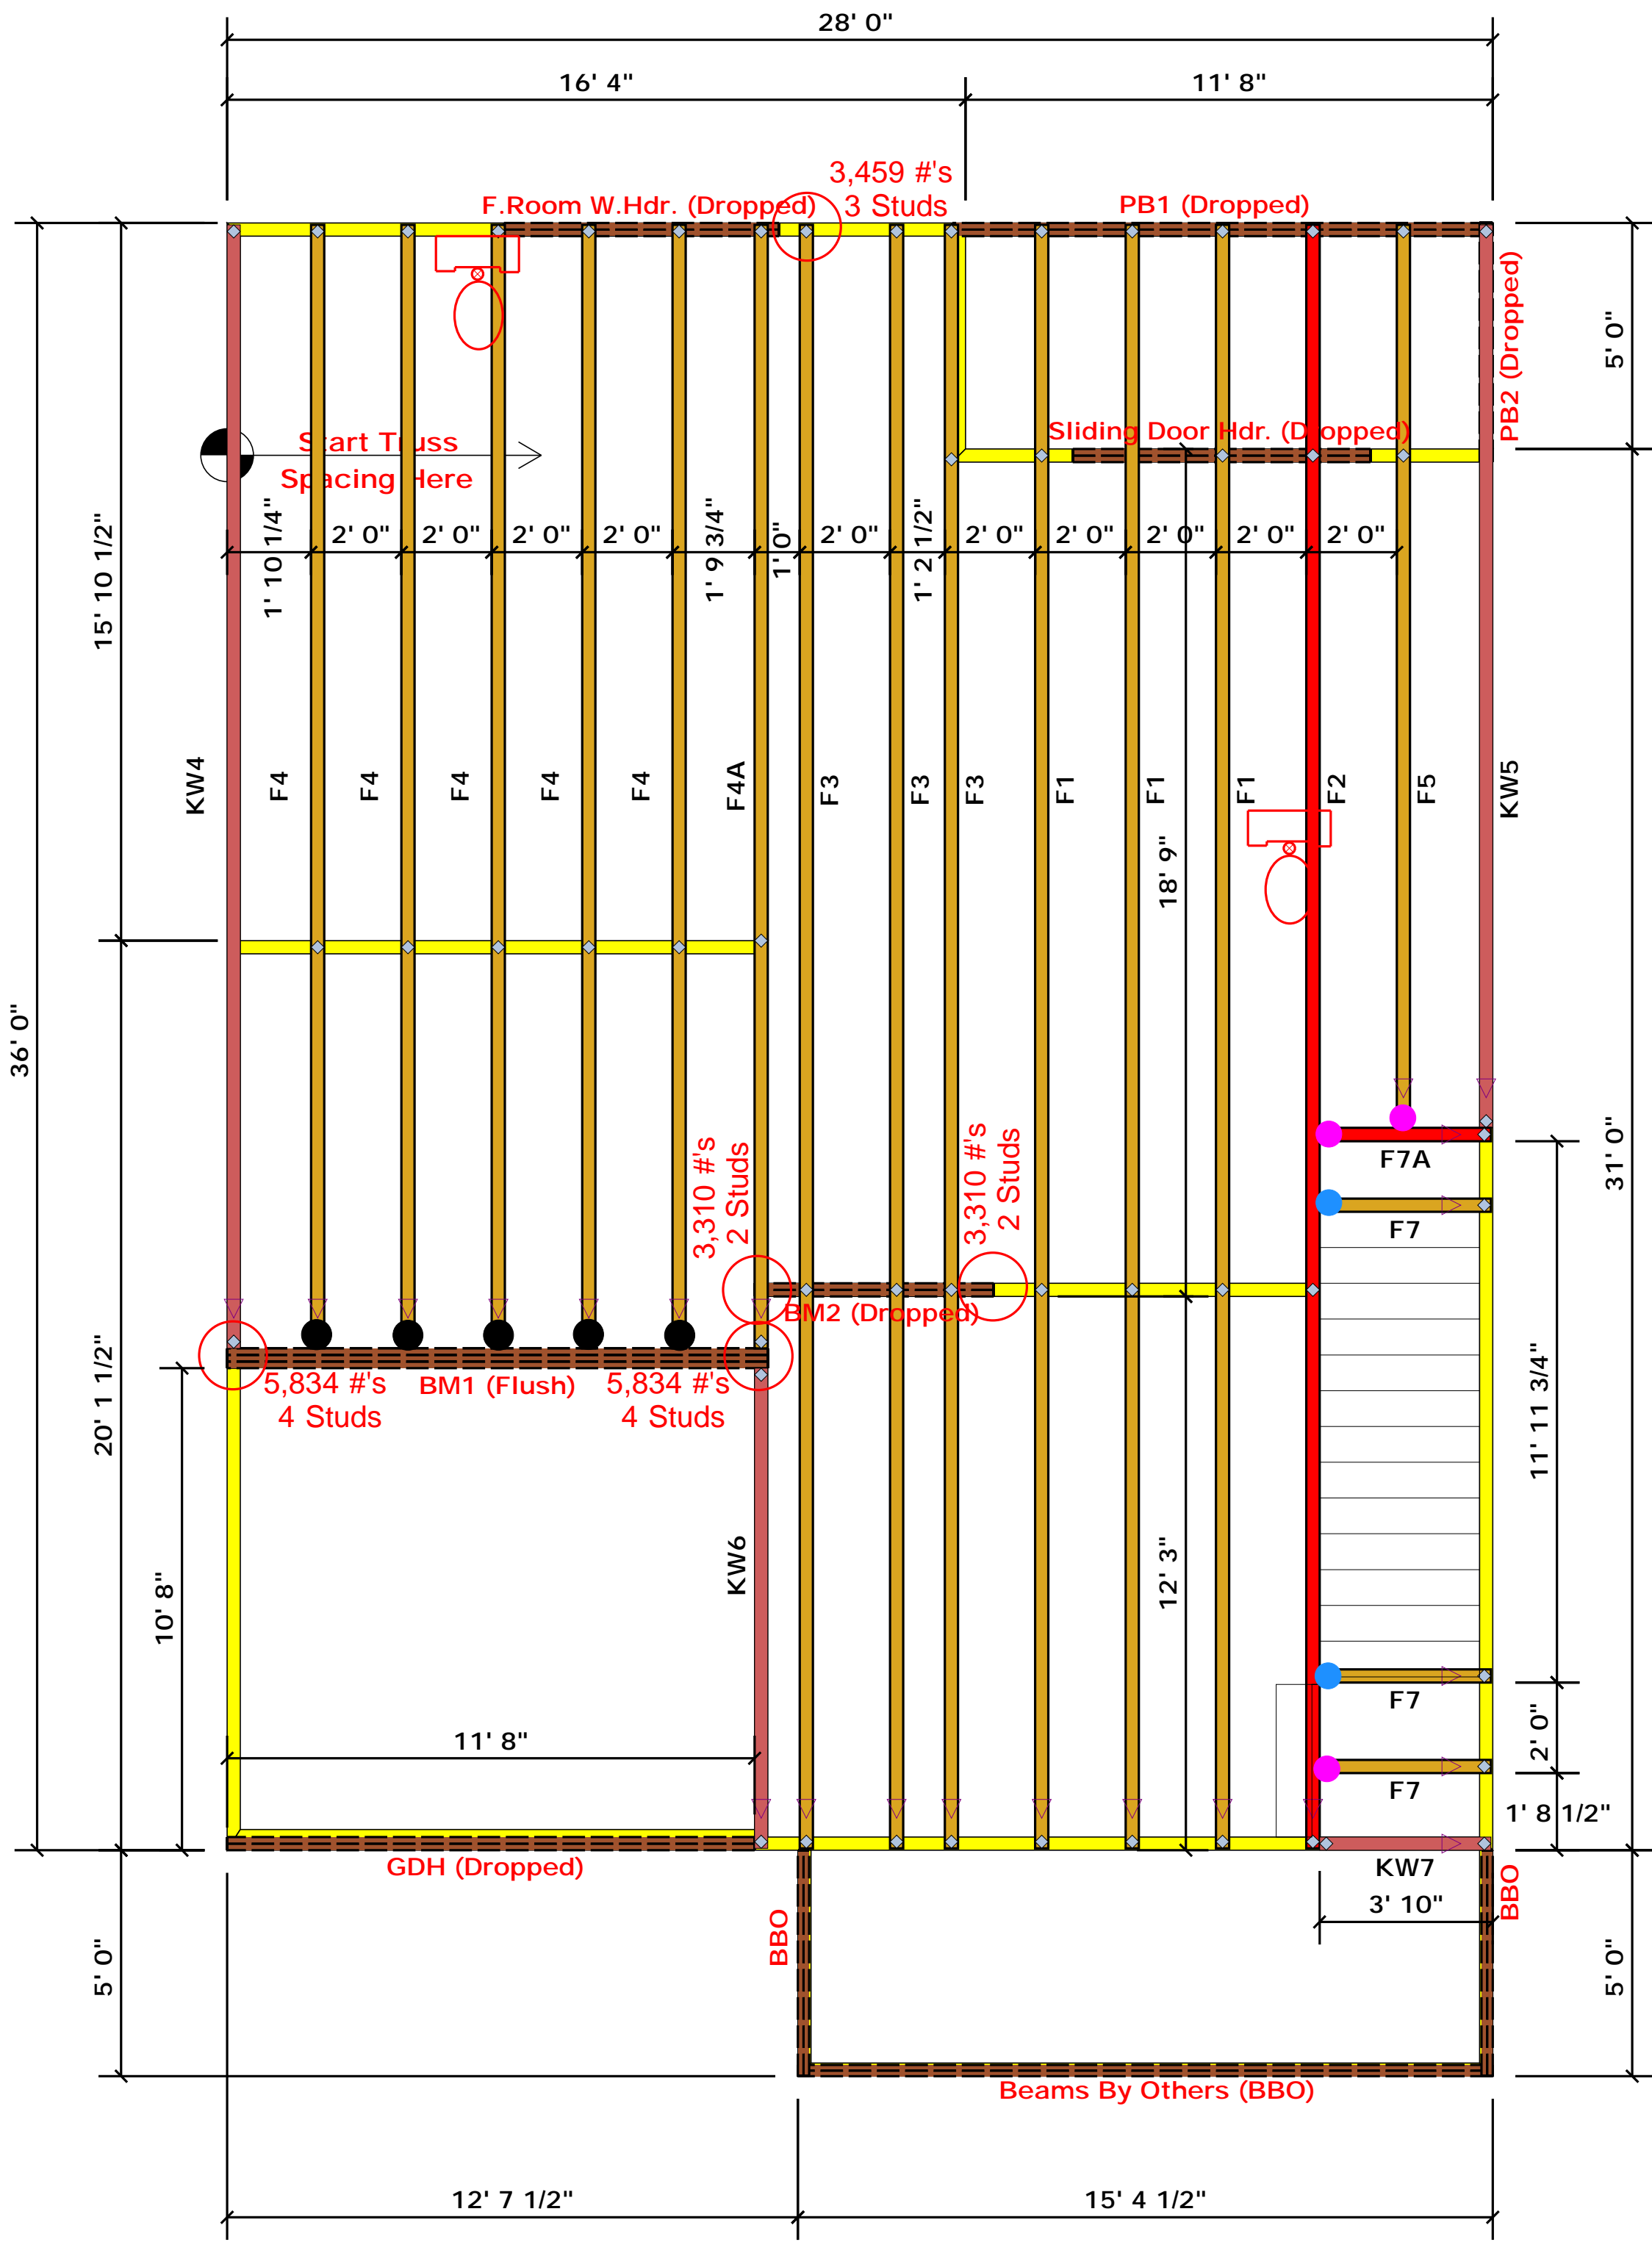 28' 0"
16' 4"
11' 8"
3,459 #'s
3 Studs
F.Room W.Hdr. (Dropped)
PB1 (Dropped)
PB2 (Dropped)
5' 0"
Sliding Door Hdr. (Dropped)
Start Truss
Spacing Here
15' 10 1/2"
1' 10 1/4"
2' 0"
2' 0"
2' 0"
2' 0"
1' 9 3/4"
1' 0"
2' 0"
1' 2 1/2"
2' 0"
2' 0"
2' 0"
2' 0"
2' 0"
KW4
F4
F4
F4
F4
F4
F4A
F3
F3
F3
F1
F1
F1
F2
F5
KW5
18' 9"
36' 0"
31' 0"
3,310 #'s
2 Studs
3,310 #'s
2 Studs
F7A
F7
BM2 (Dropped)
5,834 #'s
4 Studs
BM1 (Flush)
5,834 #'s
4 Studs
20' 1 1/2"
11' 11 3/4"
10' 8"
KW6
12' 3"
F7
2' 0"
11' 8"
F7
1' 8 1/2"
GDH (Dropped)
KW7
3' 10"
BBO
BBO
5' 0"
5' 0"
Beams By Others (BBO)
12' 7 1/2"
15' 4 1/2"